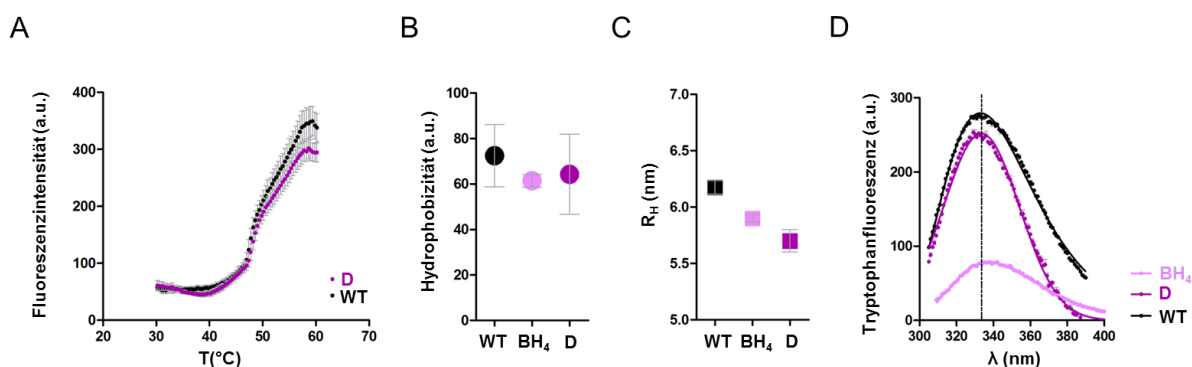 A
Fluoreszenzintensität (a.u.)
400
300
200
100
0
20
30
40
50
60
70
T(°C)
D
WT
B
Hydrophobizität (a.u.)
100
80
60
40
20
0
WT
BH₄
D
C
R_H (nm)
7.0
6.5
6.0
5.5
5.0
WT
BH₄
D
D
Tryptophanfluoreszenz (a.u.)
300
200
100
0
320
340
360
380
400
λ (nm)
BH₄
D
WT